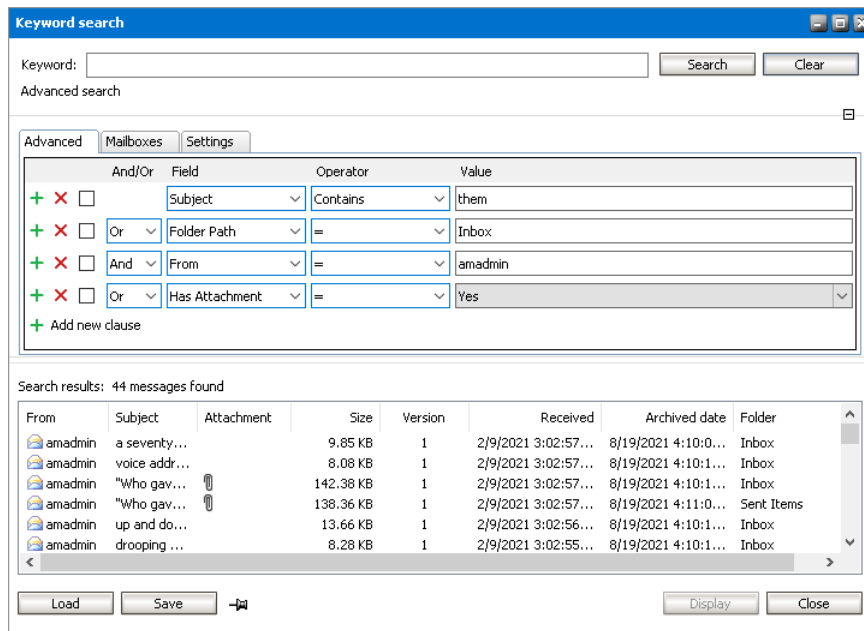 Keyword search
Keyword: Search Clear
Advanced search
Advanced Mailboxes Settings
And/Or Field Operator Value
Subject Contains them
Or Folder Path = Inbox
And From = amadmin
Or Has Attachment = Yes
Add new clause
Search results: 44 messages found
From Subject Attachment Size Version Received Archived date Folder
amadmin a seventy... 9.85 KB 1 2/9/2021 3:02:57... 8/19/2021 4:10:0... Inbox
amadmin voice addr... 8.08 KB 1 2/9/2021 3:02:57... 8/19/2021 4:10:1... Inbox
amadmin "Who gav... 142.38 KB 1 2/9/2021 3:02:57... 8/19/2021 4:10:1... Inbox
amadmin "Who gav... 138.36 KB 1 2/9/2021 3:02:57... 8/19/2021 4:11:0... Sent Items
amadmin up and do... 13.66 KB 1 2/9/2021 3:02:56... 8/19/2021 4:10:1... Inbox
amadmin drooping ... 8.28 KB 1 2/9/2021 3:02:55... 8/19/2021 4:10:1... Inbox
Load Save Display Close